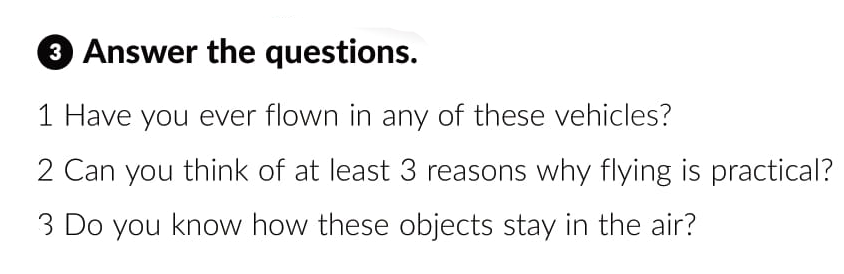 3 Answer the questions.
1 Have you ever flown in any of these vehicles?
2 Can you think of at least 3 reasons why flying is practical?
3 Do you know how these objects stay in the air?